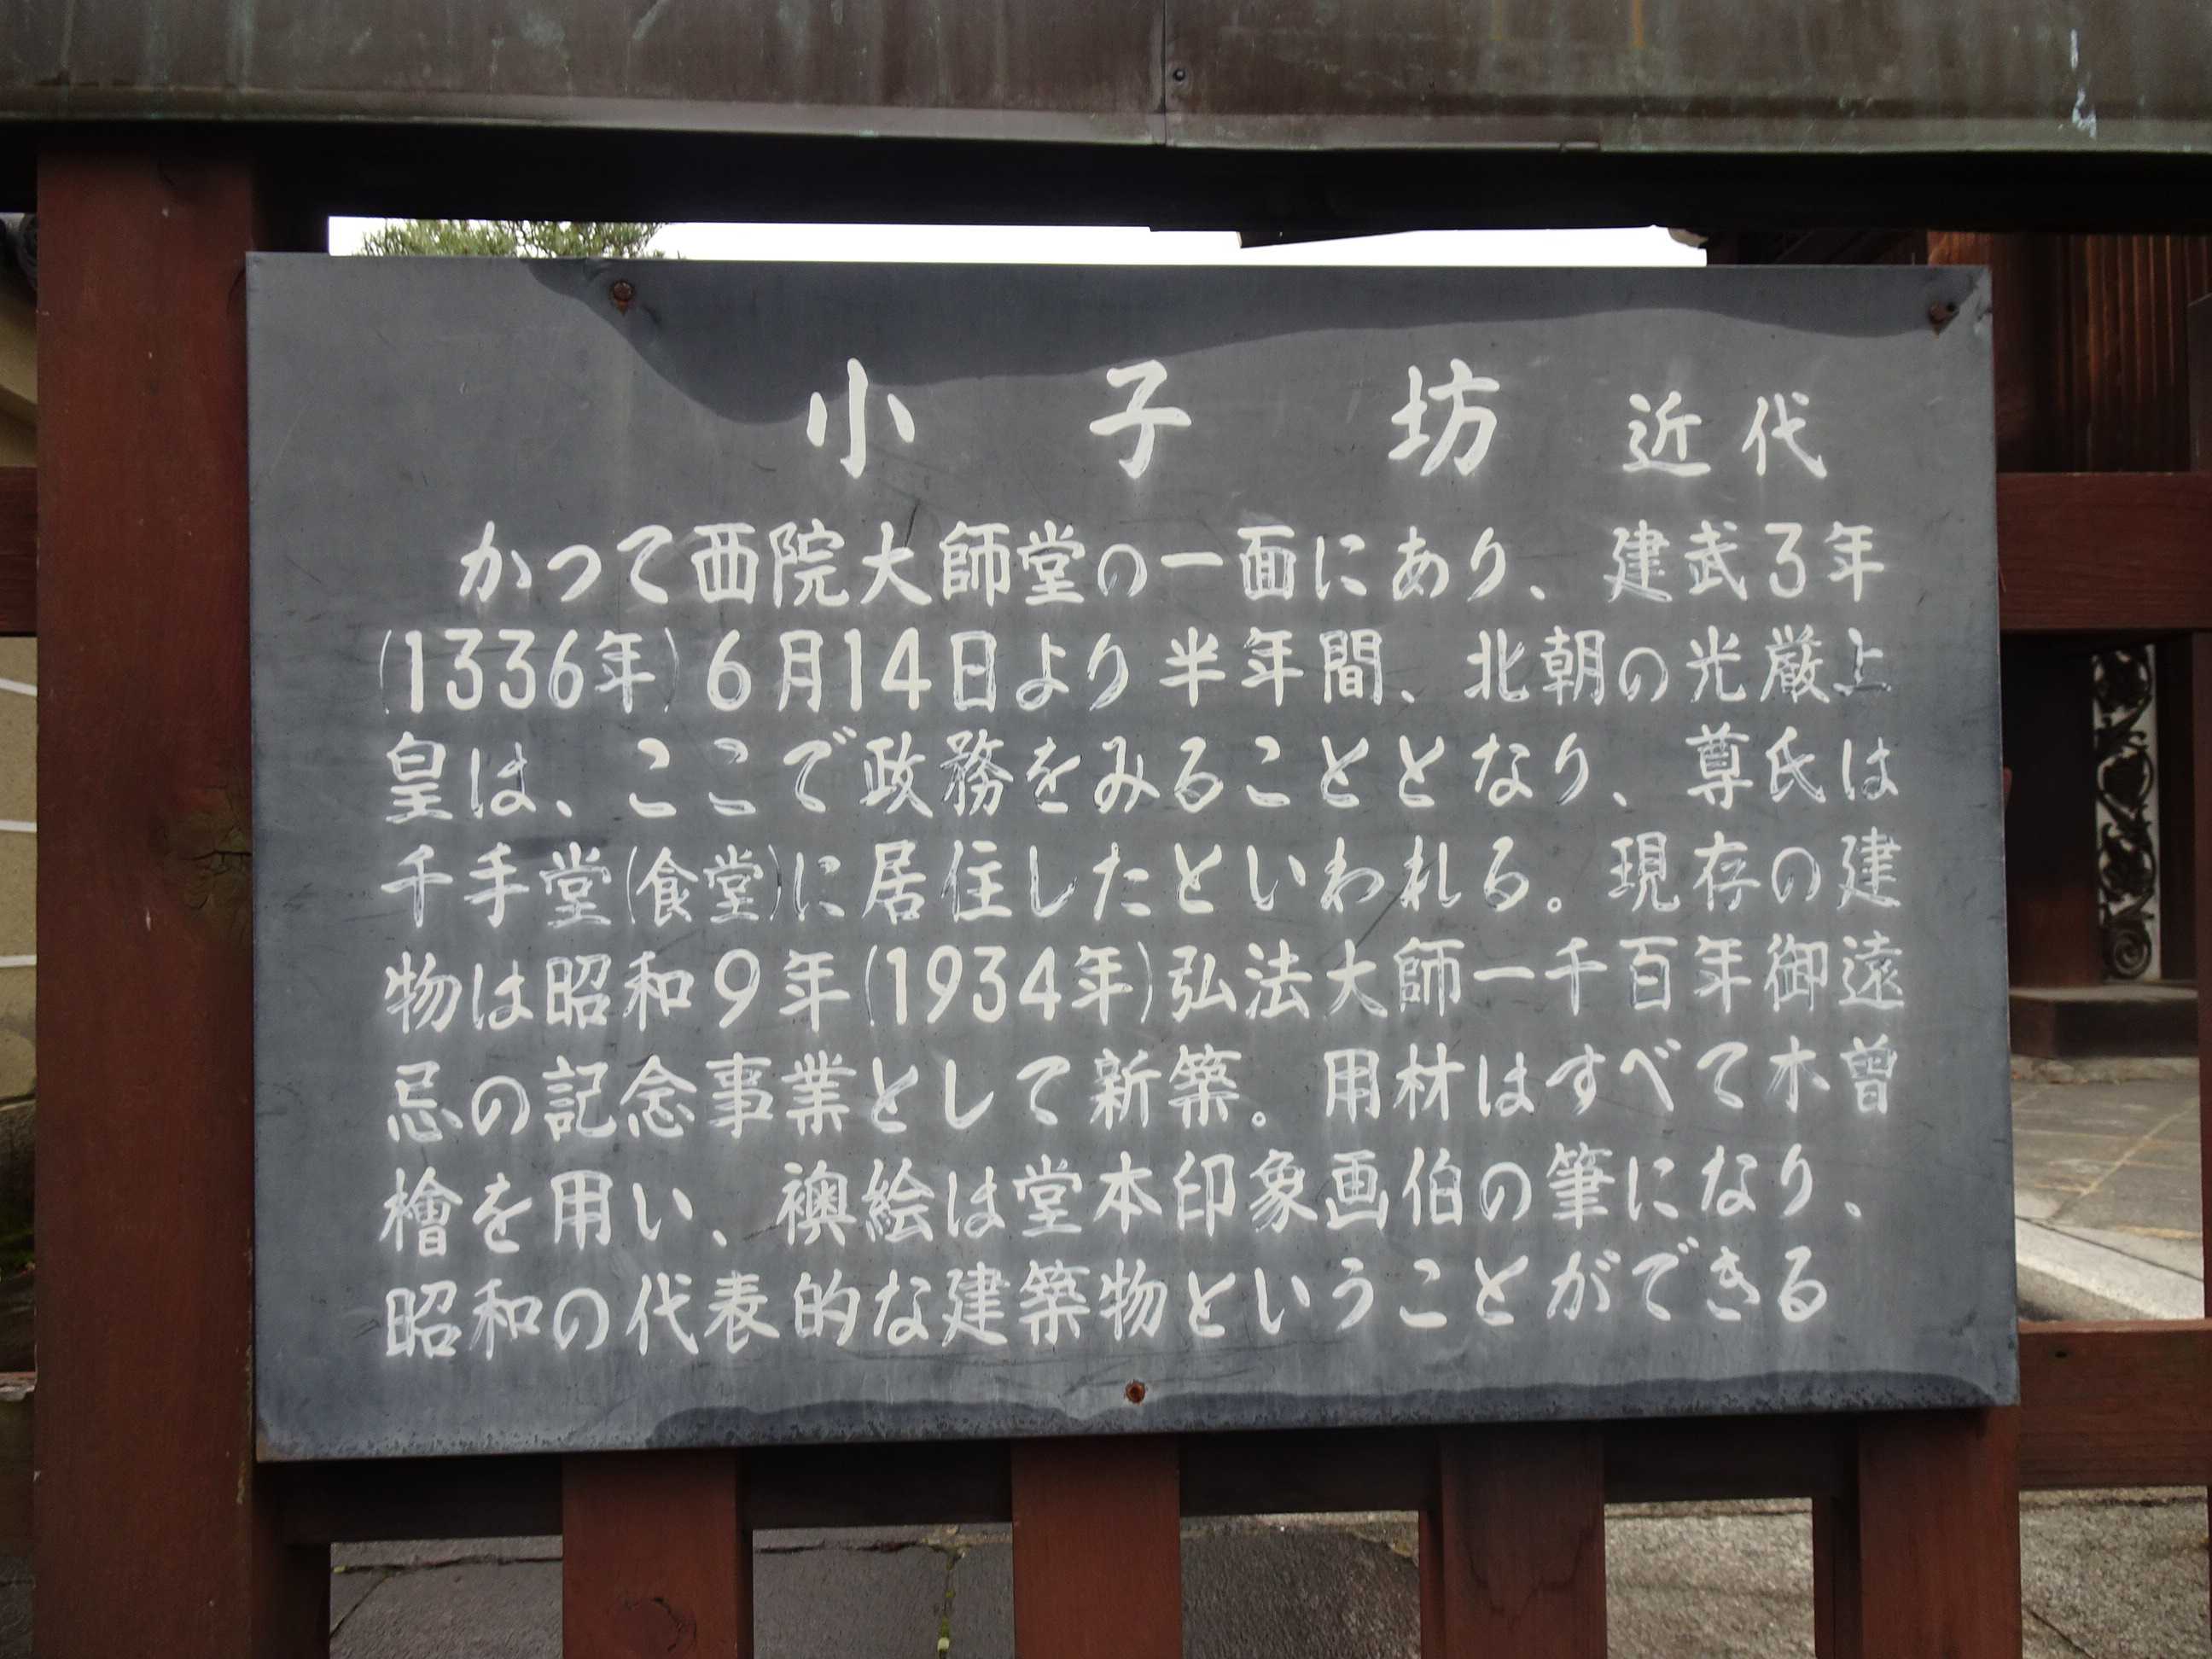 小子坊 近代
かつて西院大師堂の一面にあり、建武3年
(1336年)6月14日より半年間、北朝の光厳上
皇は、ここで政務をみることとなり、尊氏は
千手堂(食堂)に居住したといわれる。現存の建
物は昭和9年(1934年)弘法大師一千百年御遠
忌の記念事業として新築。用材はすべて木曽
檜を用い、襖絵は堂本印象画伯の筆になり、
昭和の代表的な建築物ということができる